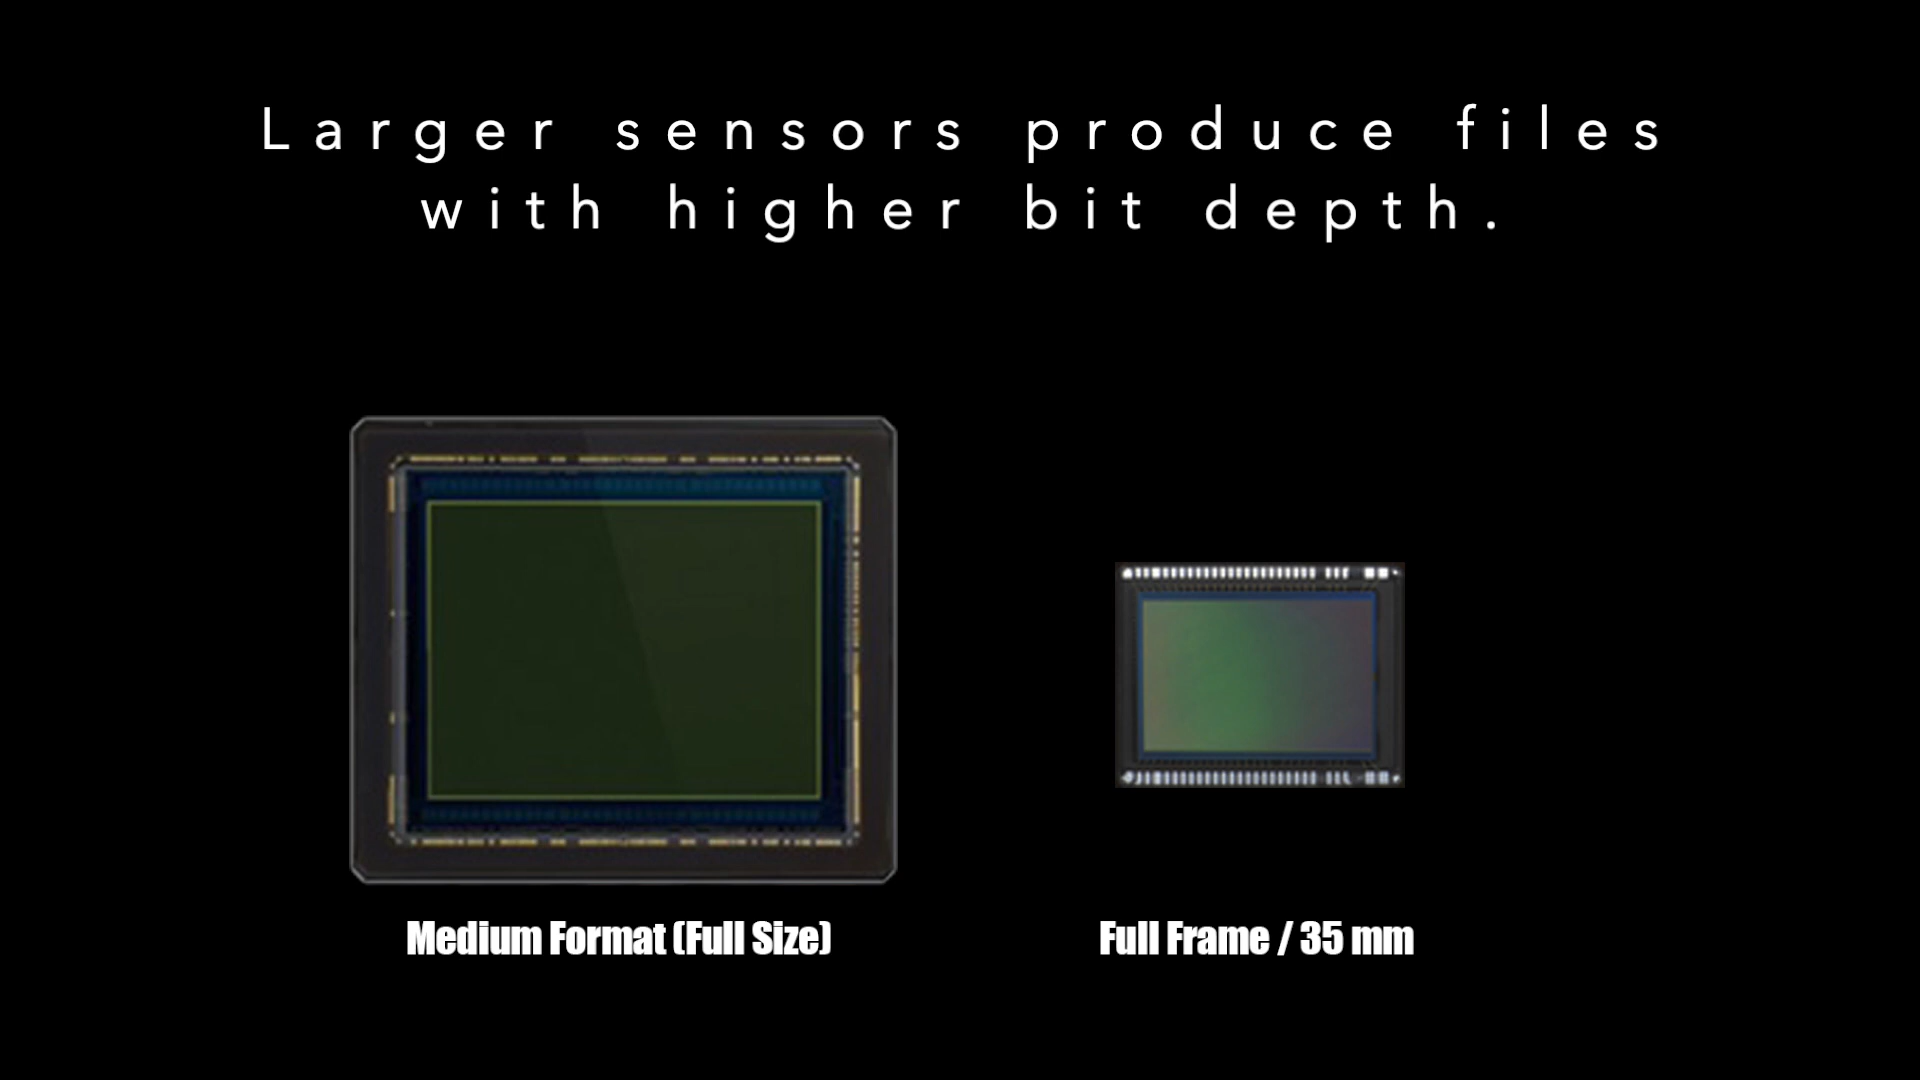 Larger sensors produce files
with higher bit depth.
Medium Format (Full Size)
Full Frame / 35 mm